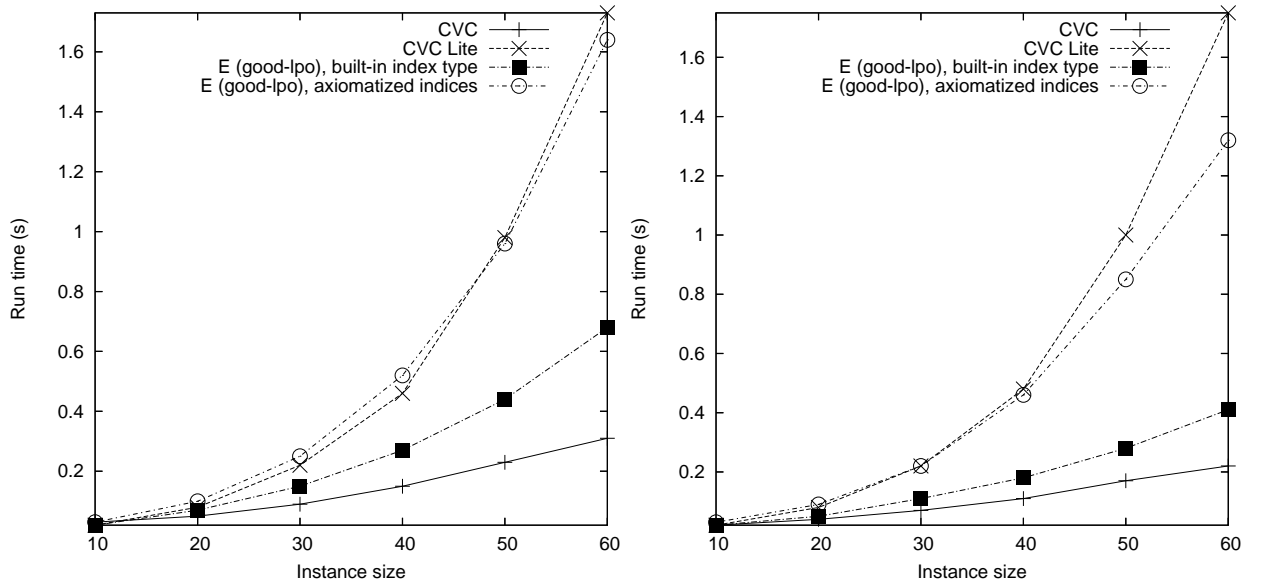 CVC
CVC Lite
E (good-lpo), built-in index type
E (good-lpo), axiomatized indices
1.6
1.4
1.2
1
0.8
0.6
0.4
0.2
Run time (s)
10 20 30 40 50 60
Instance size
CVC
CVC Lite
E (good-lpo), built-in index type
E (good-lpo), axiomatized indices
1.6
1.4
1.2
1
0.8
0.6
0.4
0.2
Run time (s)
10 20 30 40 50 60
Instance size